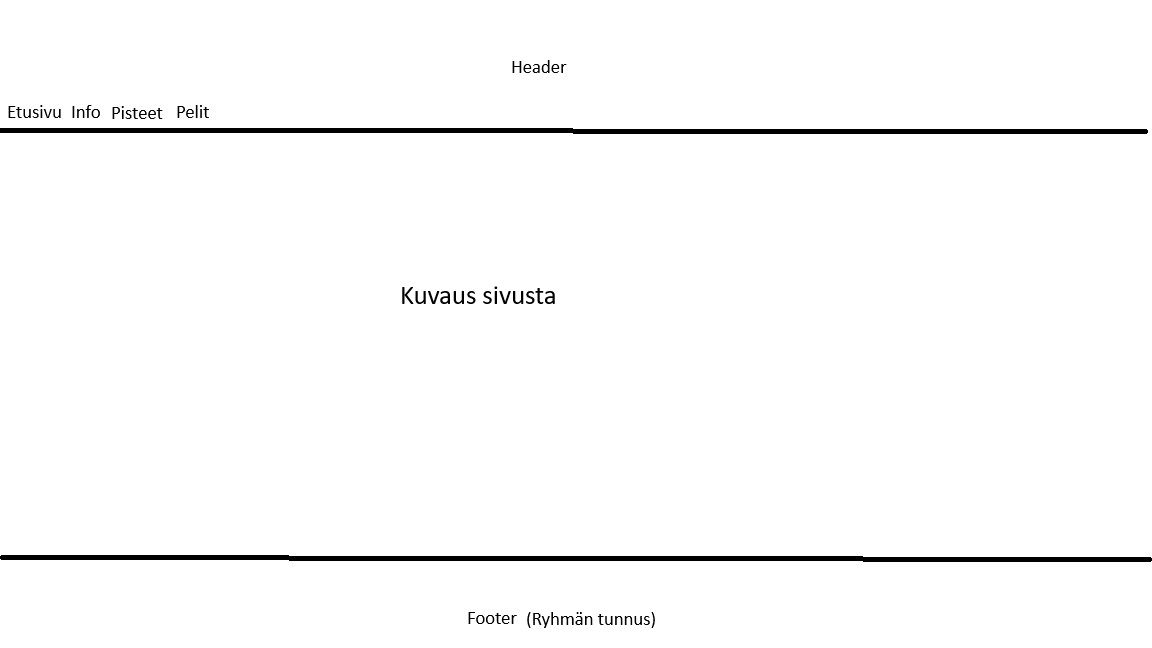 Header
Etusivu Info Pisteet Pelit
Kuvaus sivusta
Footer (Ryhmän tunnus)